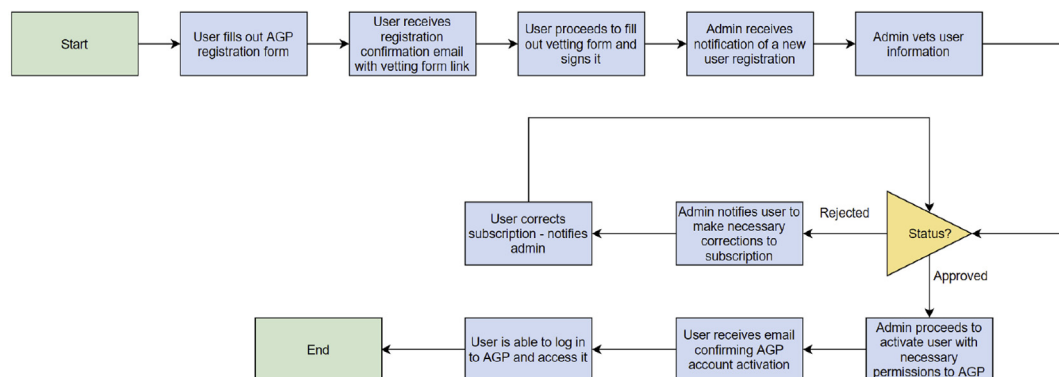 Start
User fills out AGP
registration form
User receives
registration
confirmation email
with vetting form link
User proceeds to fill
out vetting form and
signs it
Admin receives
notification of a new
user registration
Admin vets user
information
User corrects
subscription - notifies
admin
Admin notifies user to
make necessary
corrections to
subscription
Rejected
Status?
Approved
End
User is able to log in
to AGP and access it
User receives email
confirming AGP
account activation
Admin proceeds to
activate user with
necessary
permissions to AGP